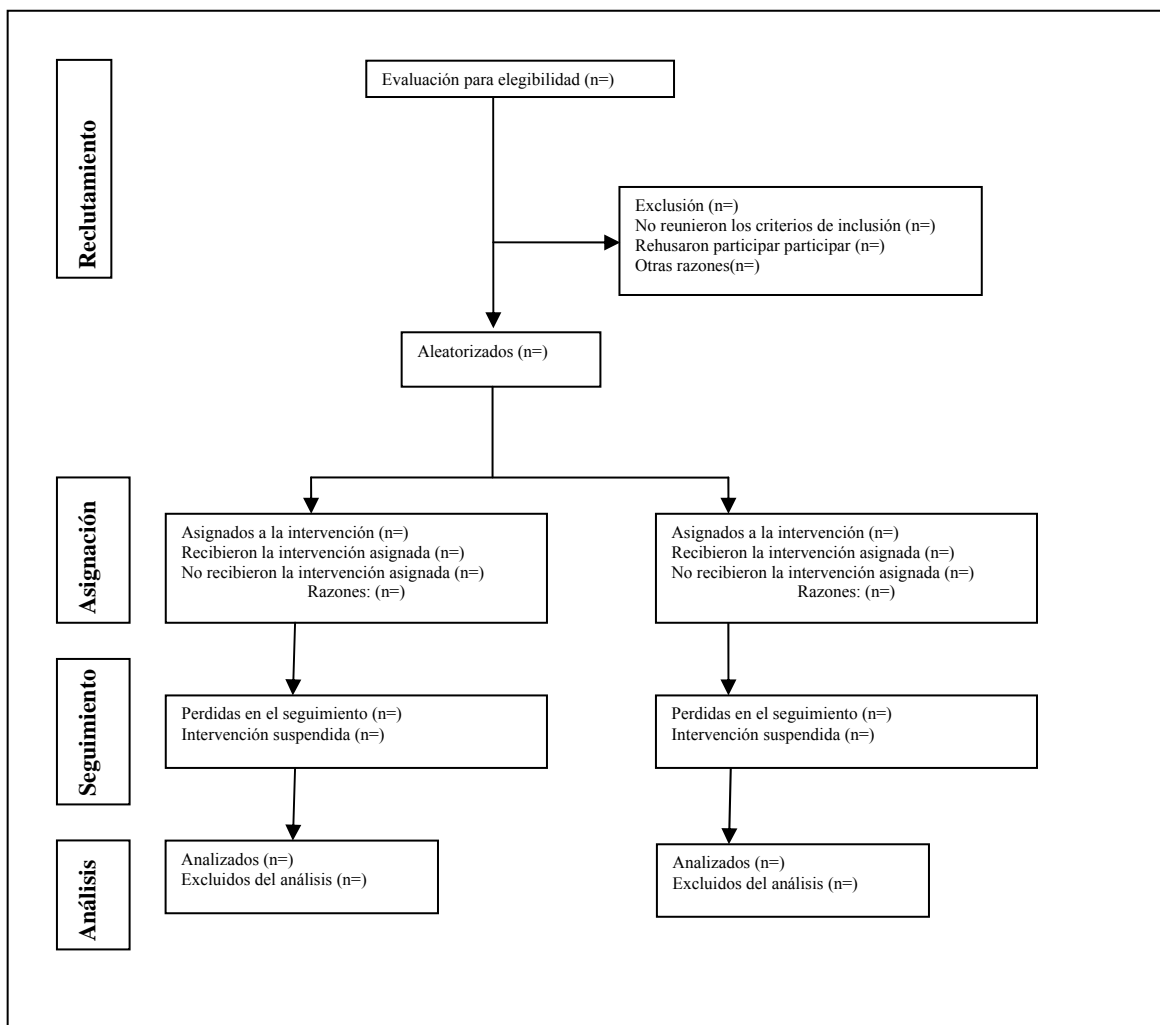 Reclutamiento
Evaluación para elegibilidad (n=)
Exclusión (n=)
No reunieron los criterios de inclusión (n=)
Rehusaron participar participar (n=)
Otras razones(n=)
Aleatorizados (n=)
Asignación
Asignados a la intervención (n=)
Recibieron la intervención asignada (n=)
No recibieron la intervención asignada (n=)
Razones: (n=)
Asignados a la intervención (n=)
Recibieron la intervención asignada (n=)
No recibieron la intervención asignada (n=)
Razones: (n=)
Seguimiento
Perdidas en el seguimiento (n=)
Intervención suspendida (n=)
Perdidas en el seguimiento (n=)
Intervención suspendida (n=)
Análisis
Analizados (n=)
Excluidos del análisis (n=)
Analizados (n=)
Excluidos del análisis (n=)